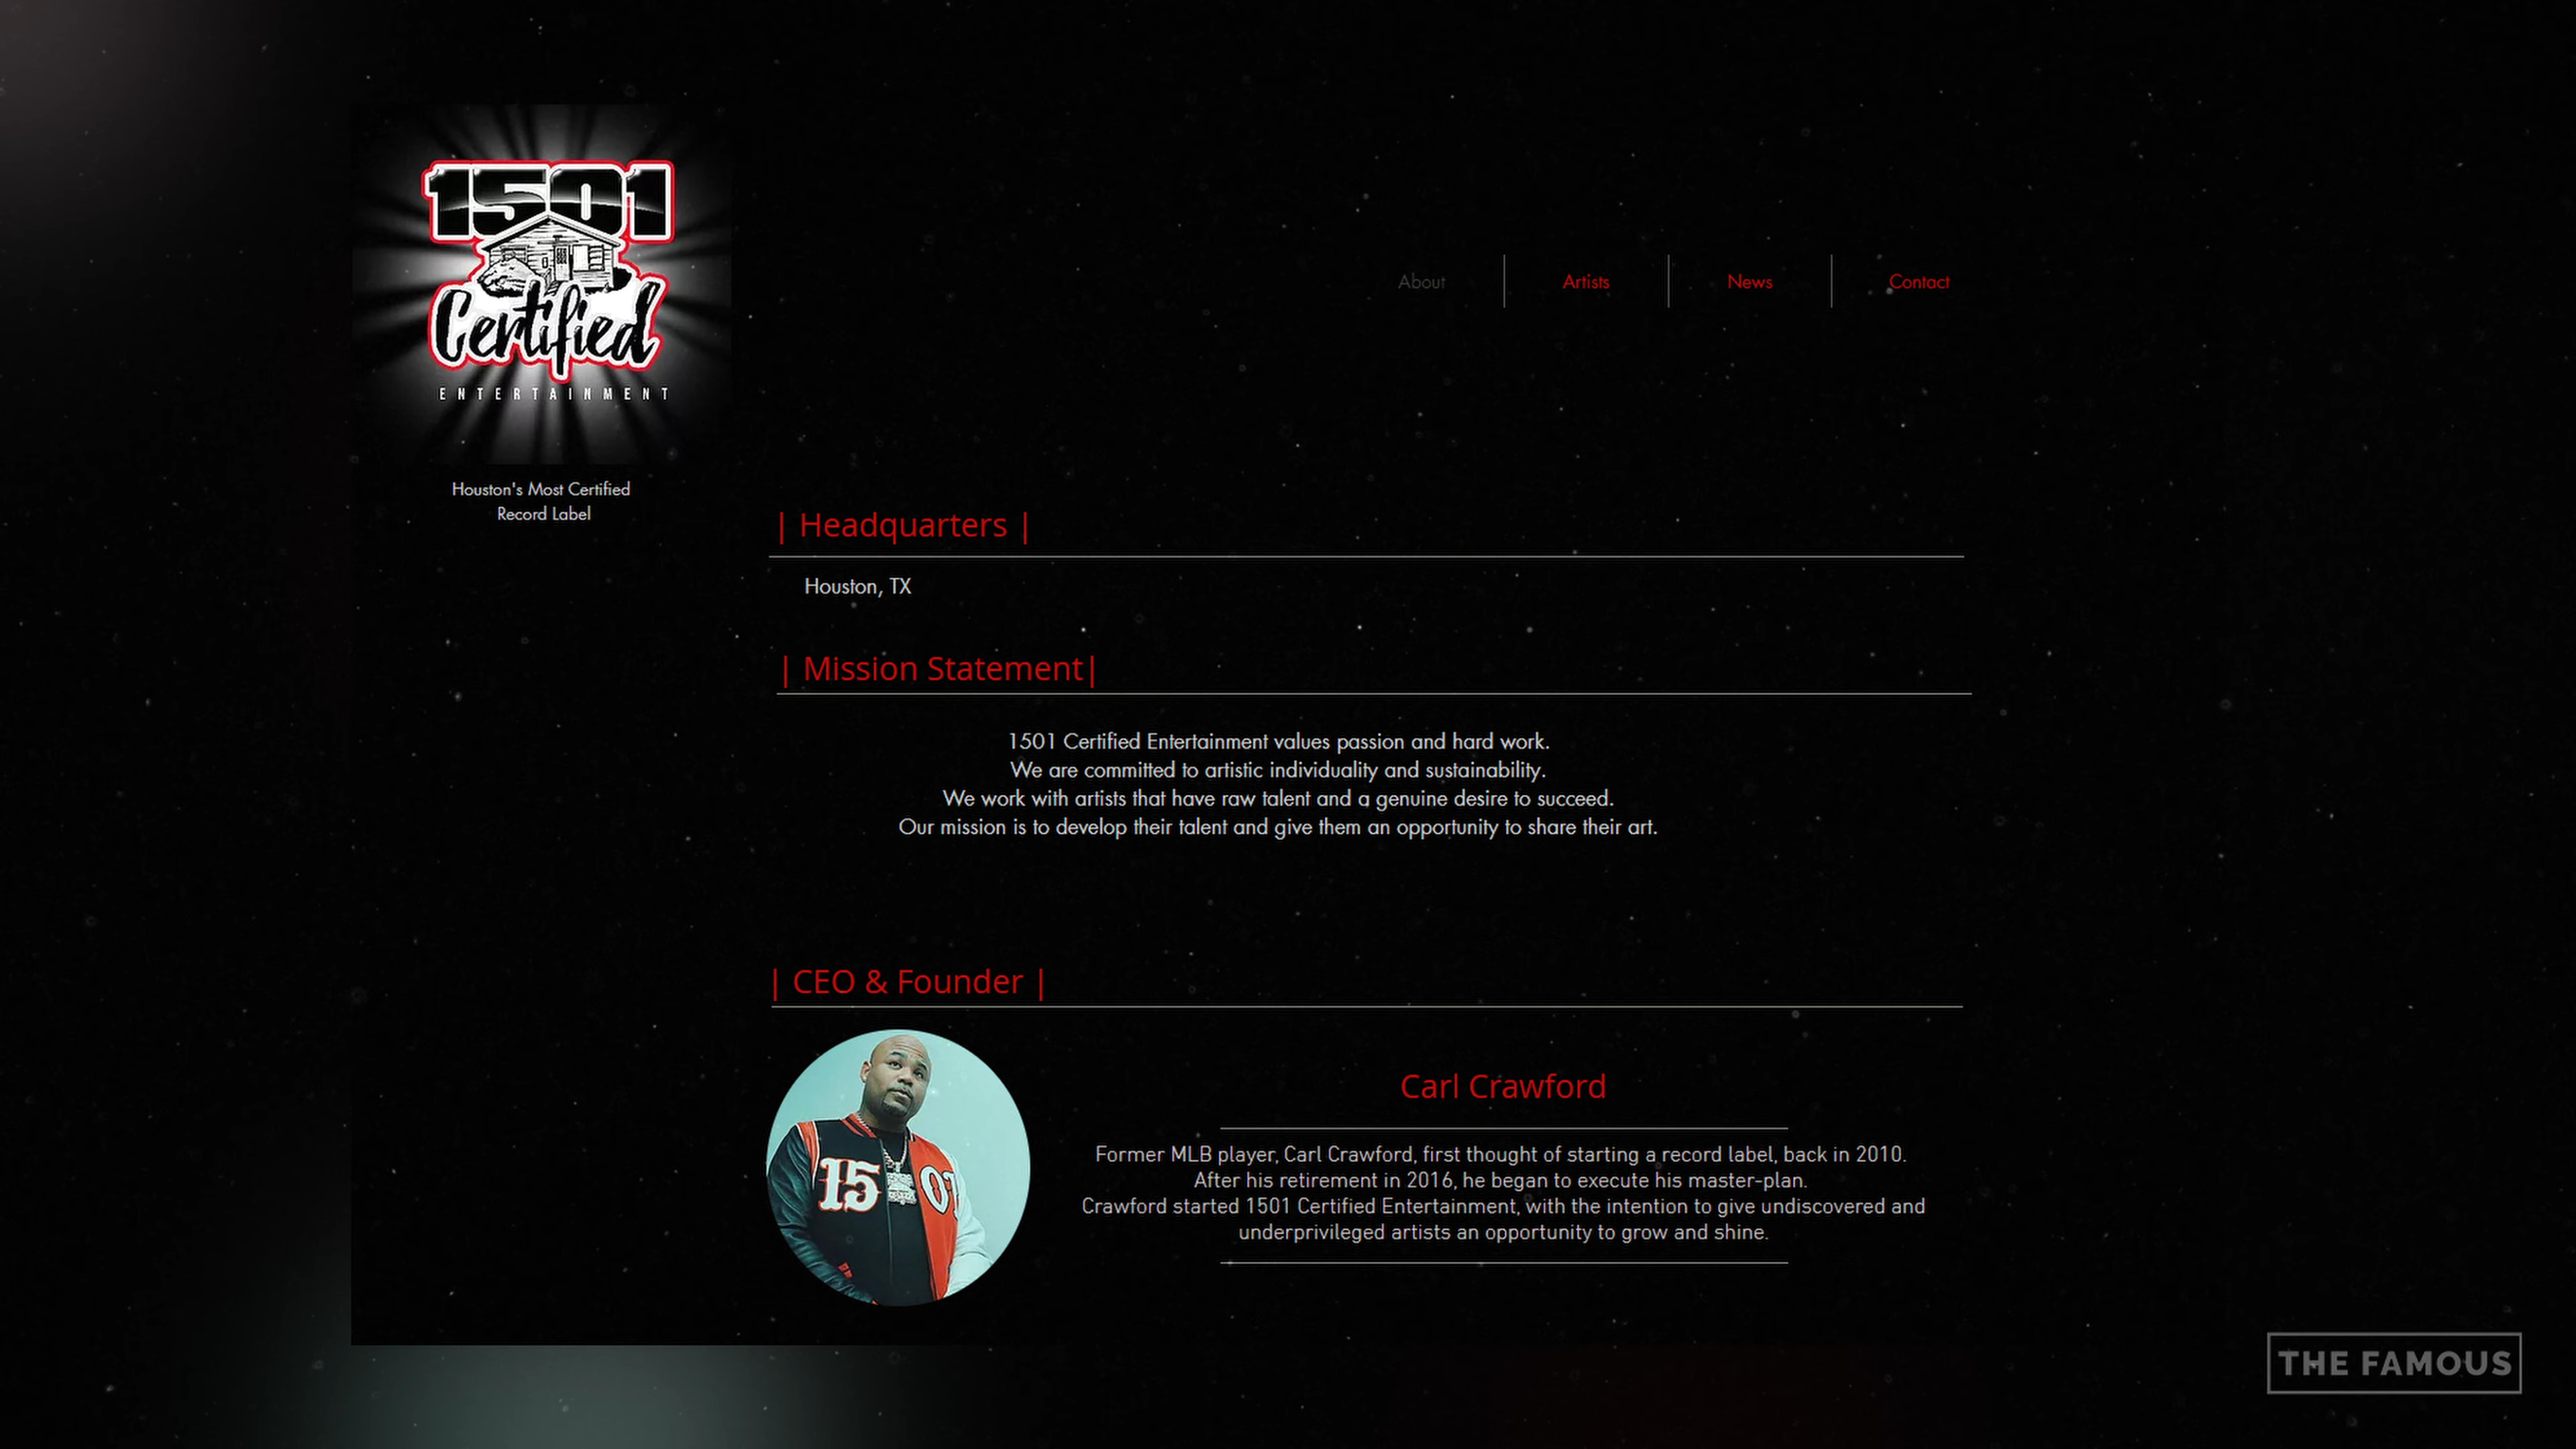 1501
Certified
ENTERTAINMENT
Houston's Most Certified
Record Label
About
Artists
News
Contact
| Headquarters |
Houston, TX
| Mission Statement|
1501 Certified Entertainment values passion and hard work.
We are committed to artistic individuality and sustainability.
We work with artists that have raw talent and a genuine desire to succeed.
Our mission is to develop their talent and give them an opportunity to share their art.
| CEO & Founder |
15 01
Carl Crawford
Former MLB player, Carl Crawford, first thought of starting a record label, back in 2010.
After his retirement in 2016, he began to execute his master-plan.
Crawford started 1501 Certified Entertainment, with the intention to give undiscovered and
underprivileged artists an opportunity to grow and shine.
THE FAMOUS